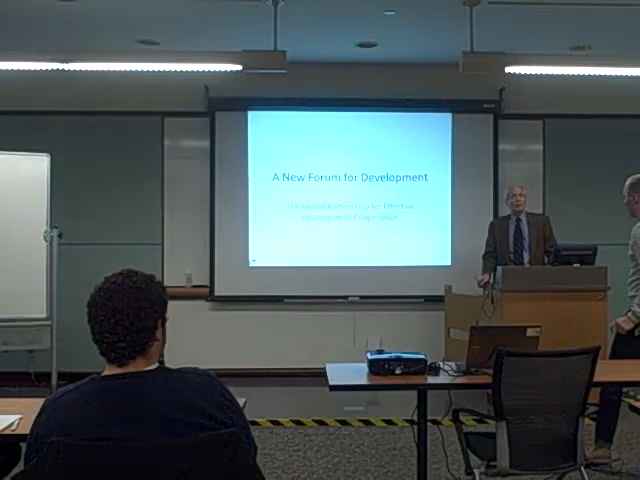 A New Forum for Development
The Global Partnership for Effective
Development Cooperation